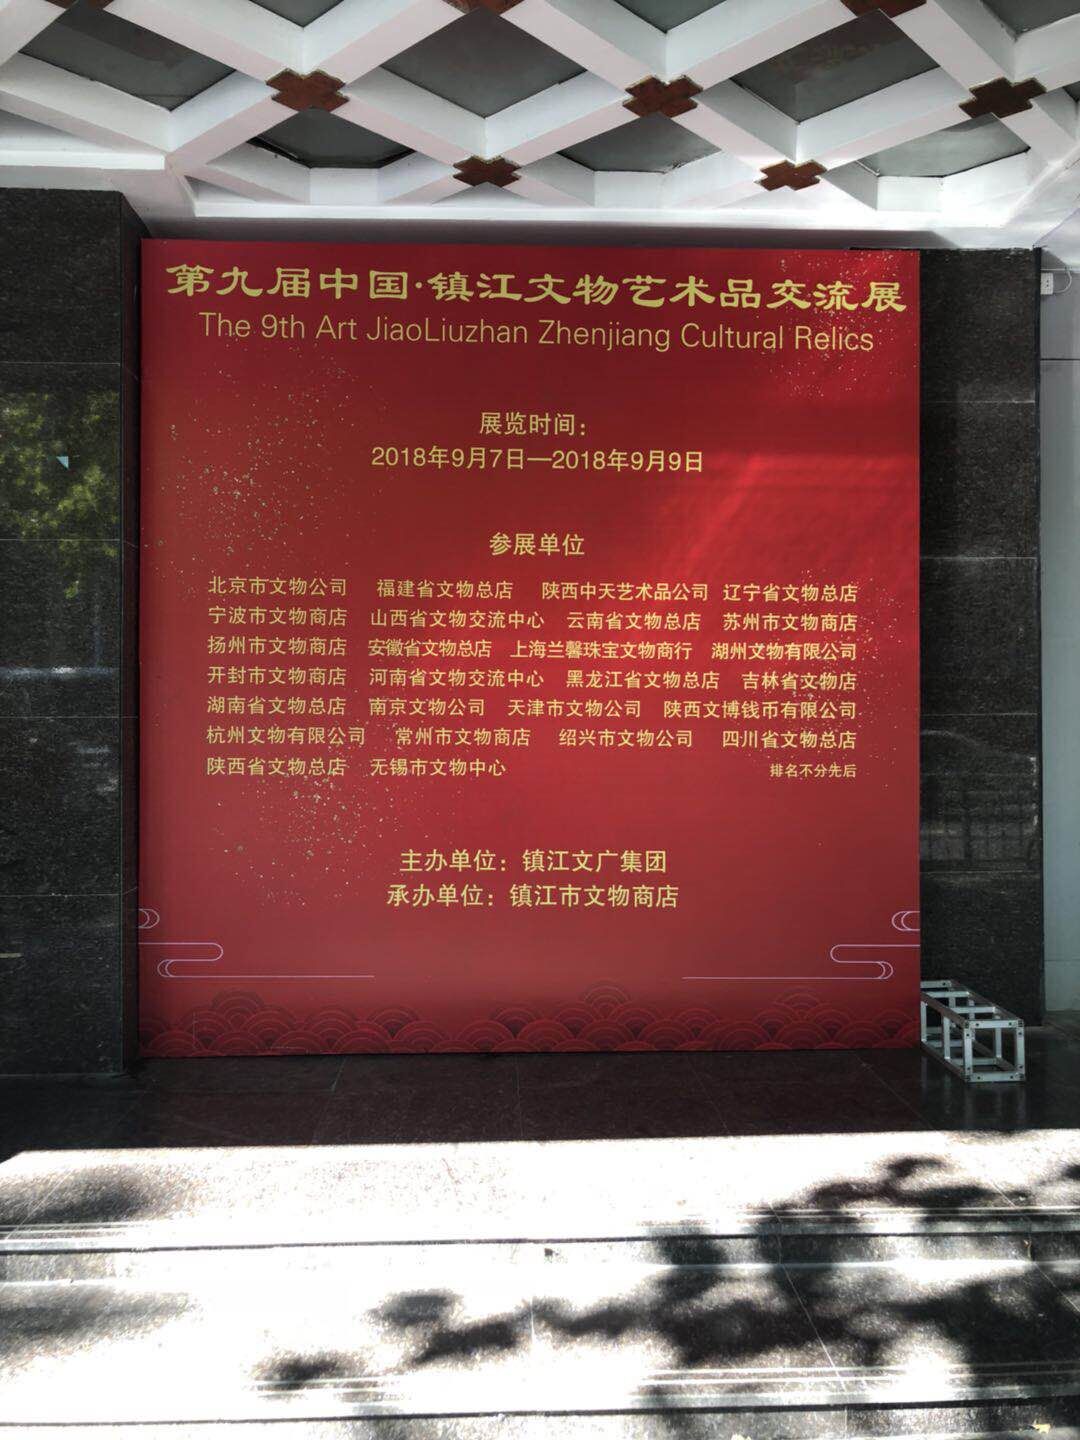 第九届中国·镇江文物艺术品交流展
The 9th Art JiaoLiuzhan Zhenjiang Cultural Relics
展览时间：
2018年9月7日—2018年9月9日
参展单位
北京市文物公司 福建省文物总店 陕西中天艺术品公司 辽宁省文物总店
宁波市文物商店 山西省文物交流中心 云南省文物总店 苏州市文物商店
扬州市文物商店 安徽省文物总店 上海兰馨珠宝文物商行 湖州文物有限公司
开封市文物商店 河南省文物交流中心 黑龙江省文物总店 吉林省文物店
湖南省文物总店 南京文物公司 天津市文物公司 陕西文博钱币有限公司
杭州文物有限公司 常州市文物商店 绍兴市文物公司 四川省文物总店
陕西省文物总店 无锡市文物中心 排名不分先后
主办单位：镇江文广集团
承办单位：镇江市文物商店